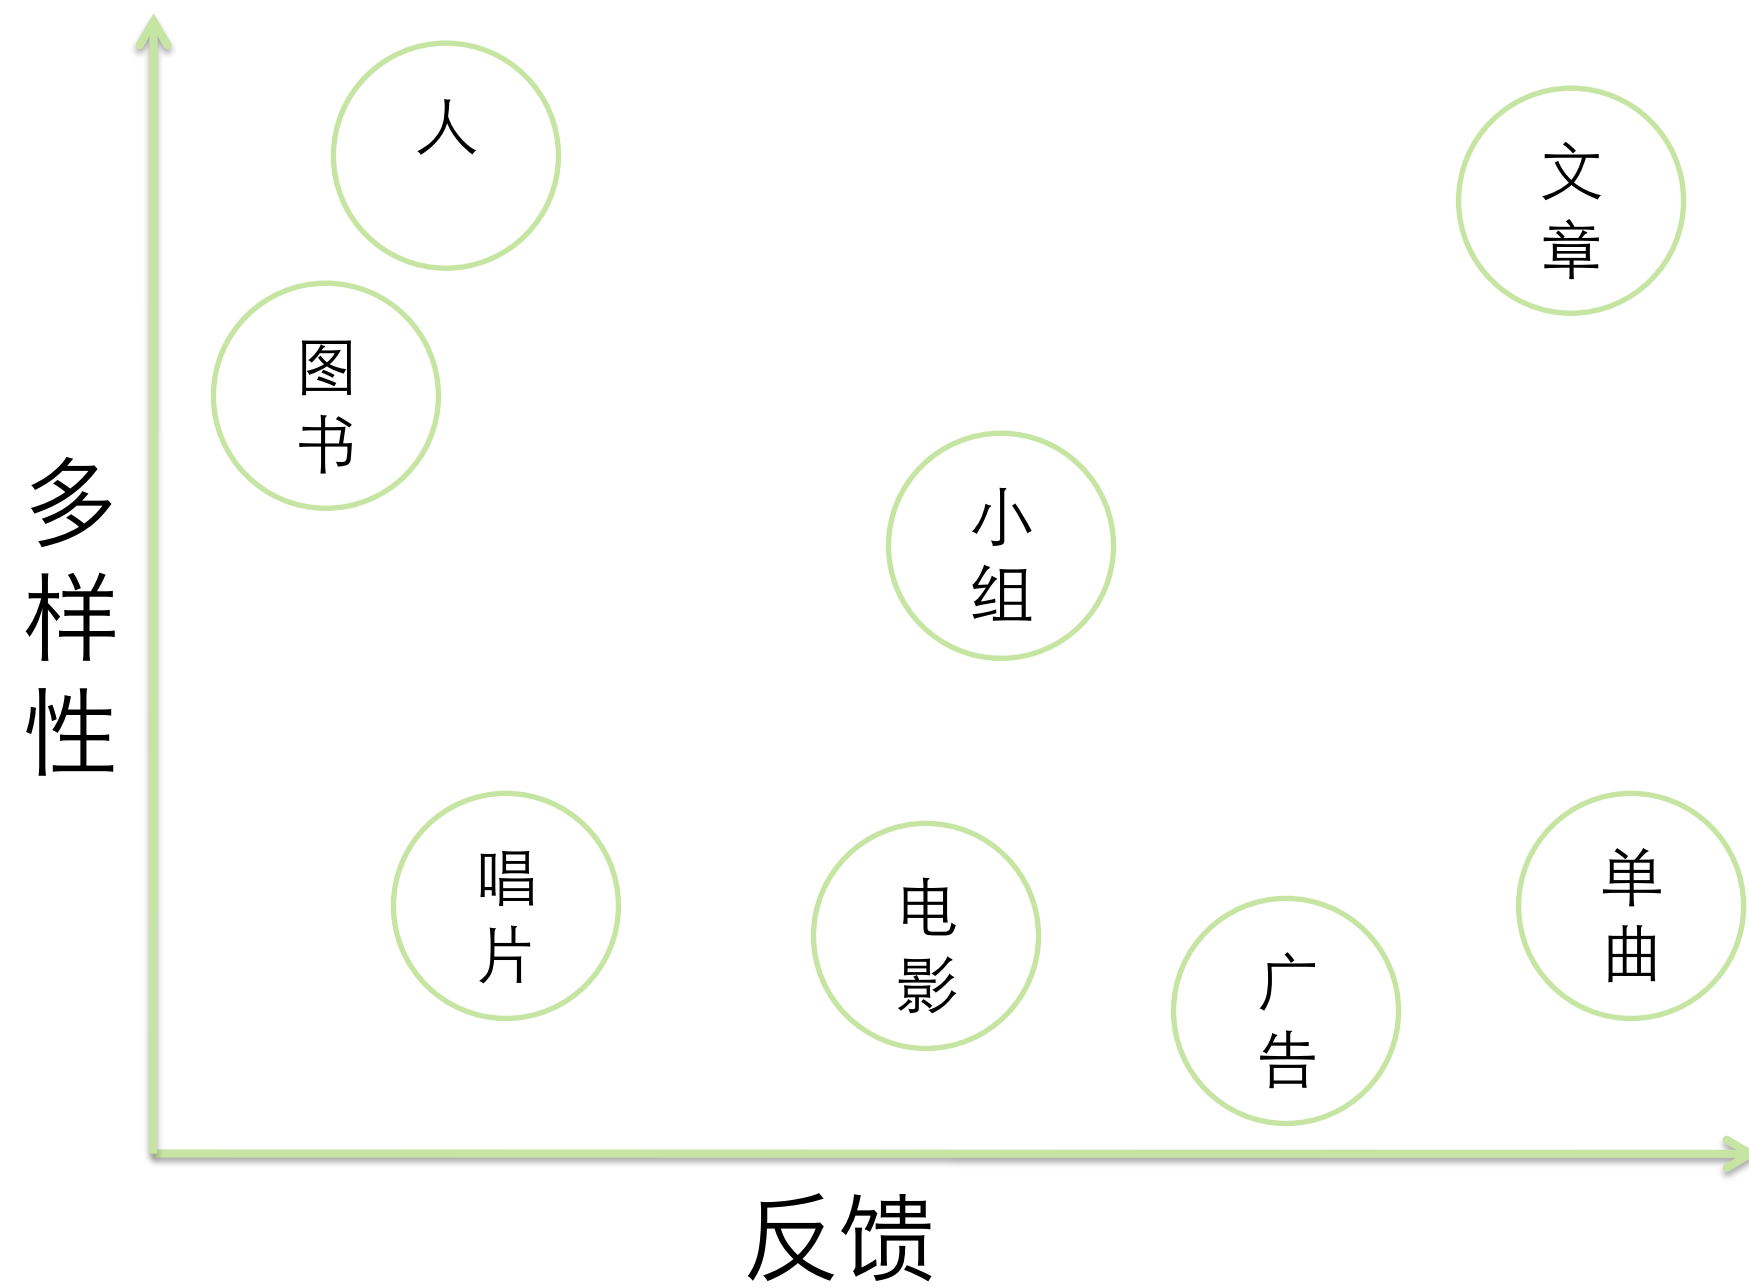 人
文
章
图
书
多
样
性
小
组
唱
片
电
影
广
告
单
曲
反馈